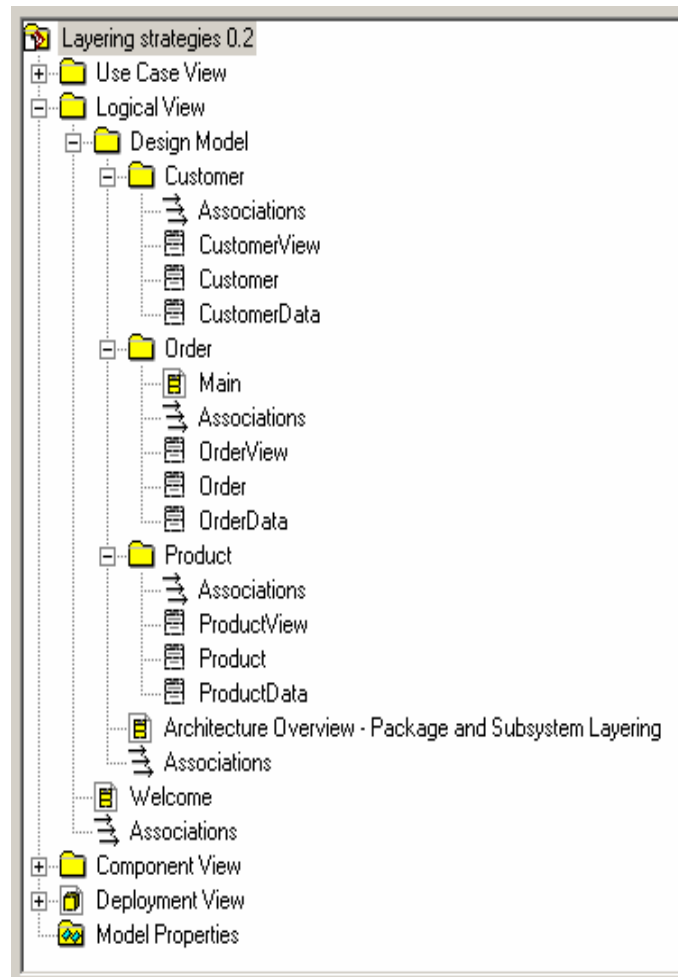 Layering strategies 0.2
Use Case View
Logical View
Design Model
Customer
Associations
CustomerView
Customer
CustomerData
Order
Main
Associations
OrderView
Order
OrderData
Product
Associations
ProductView
Product
ProductData
Architecture Overview - Package and Subsystem Layering
Associations
Welcome
Associations
Component View
Deployment View
Model Properties